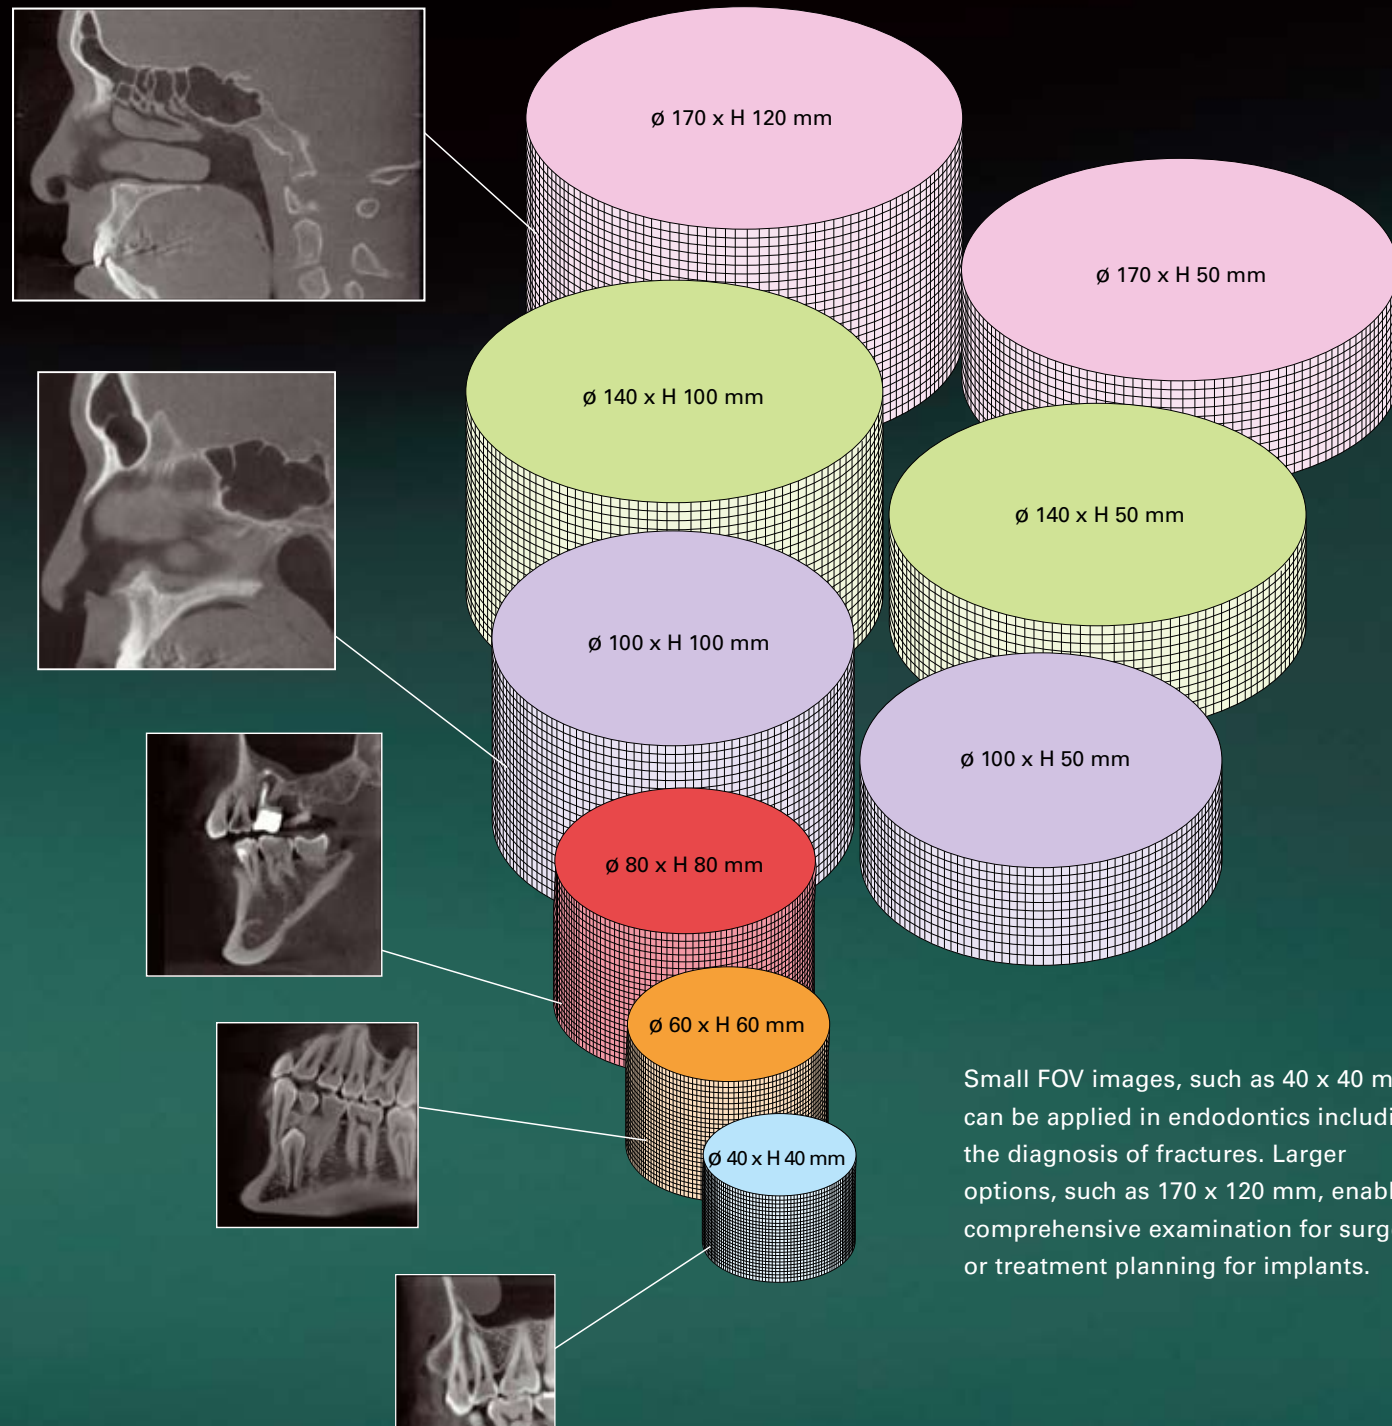 ø 170 x H 120 mm
ø 170 x H 50 mm
ø 140 x H 100 mm
ø 140 x H 50 mm
ø 100 x H 100 mm
ø 100 x H 50 mm
ø 80 x H 80 mm
ø 60 x H 60 mm
ø 40 x H 40 mm
Small FOV images, such as 40 x 40
can be applied in endodontics
the diagnosis of fractures. Larger
options, such as 170 x 120 mm,
comprehensive examination for
or treatment planning for implants.